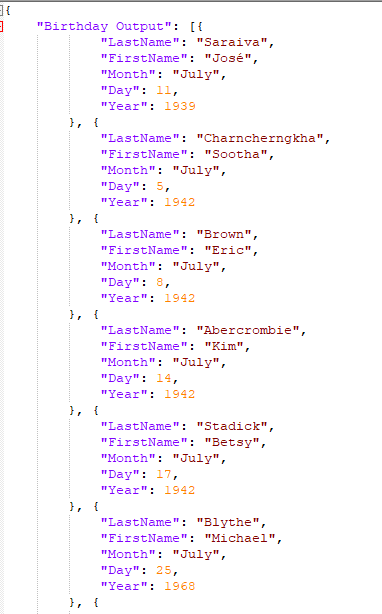 {
"Birthday Output": [{
"LastName": "Saraiva",
"FirstName": "José",
"Month": "July",
"Day": 11,
"Year": 1939
}, {
"LastName": "Charncherngkha",
"FirstName": "Sootha",
"Month": "July",
"Day": 5,
"Year": 1942
}, {
"LastName": "Brown",
"FirstName": "Eric",
"Month": "July",
"Day": 8,
"Year": 1942
}, {
"LastName": "Abercrombie",
"FirstName": "Kim",
"Month": "July",
"Day": 14,
"Year": 1942
}, {
"LastName": "Stadick",
"FirstName": "Betsy",
"Month": "July",
"Day": 17,
"Year": 1942
}, {
"LastName": "Blythe",
"FirstName": "Michael",
"Month": "July",
"Day": 25,
"Year": 1968
}, {